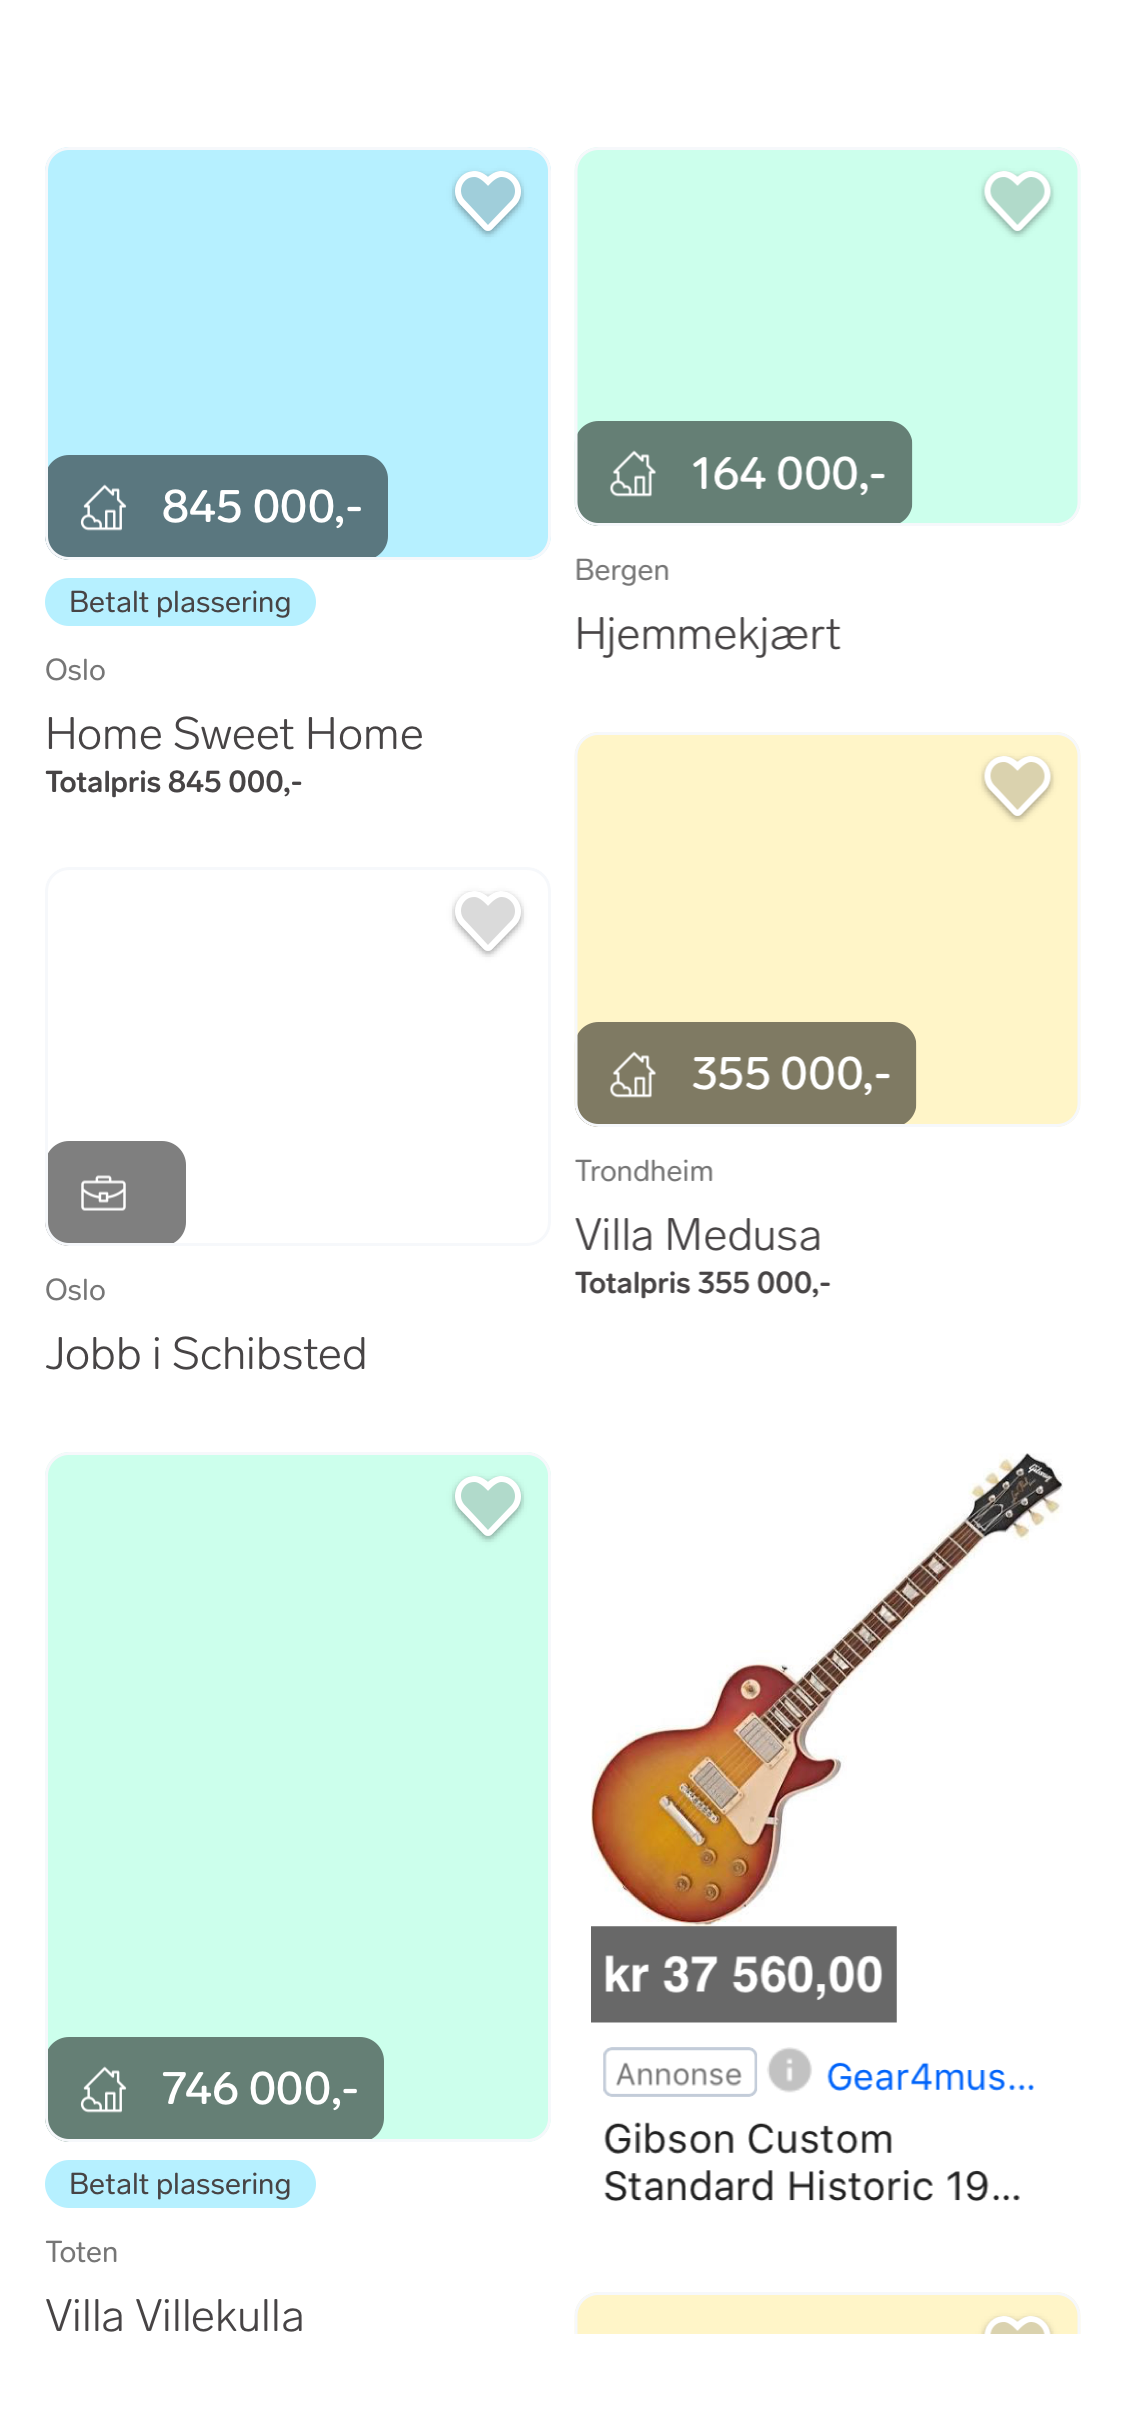 845 000,-
Betalt plassering
Oslo
Home Sweet Home
Totalpris 845 000,-
164 000,-
Bergen
Hjemmekjært
355 000,-
Trondheim
Villa Medusa
Totalpris 355 000,-
Oslo
Jobb i Schibsted
746 000,-
Betalt plassering
Toten
Villa Villekulla
Gibson
kr 37 560,00
Annonse i Gear4mus...
Gibson Custom
Standard Historic 19...